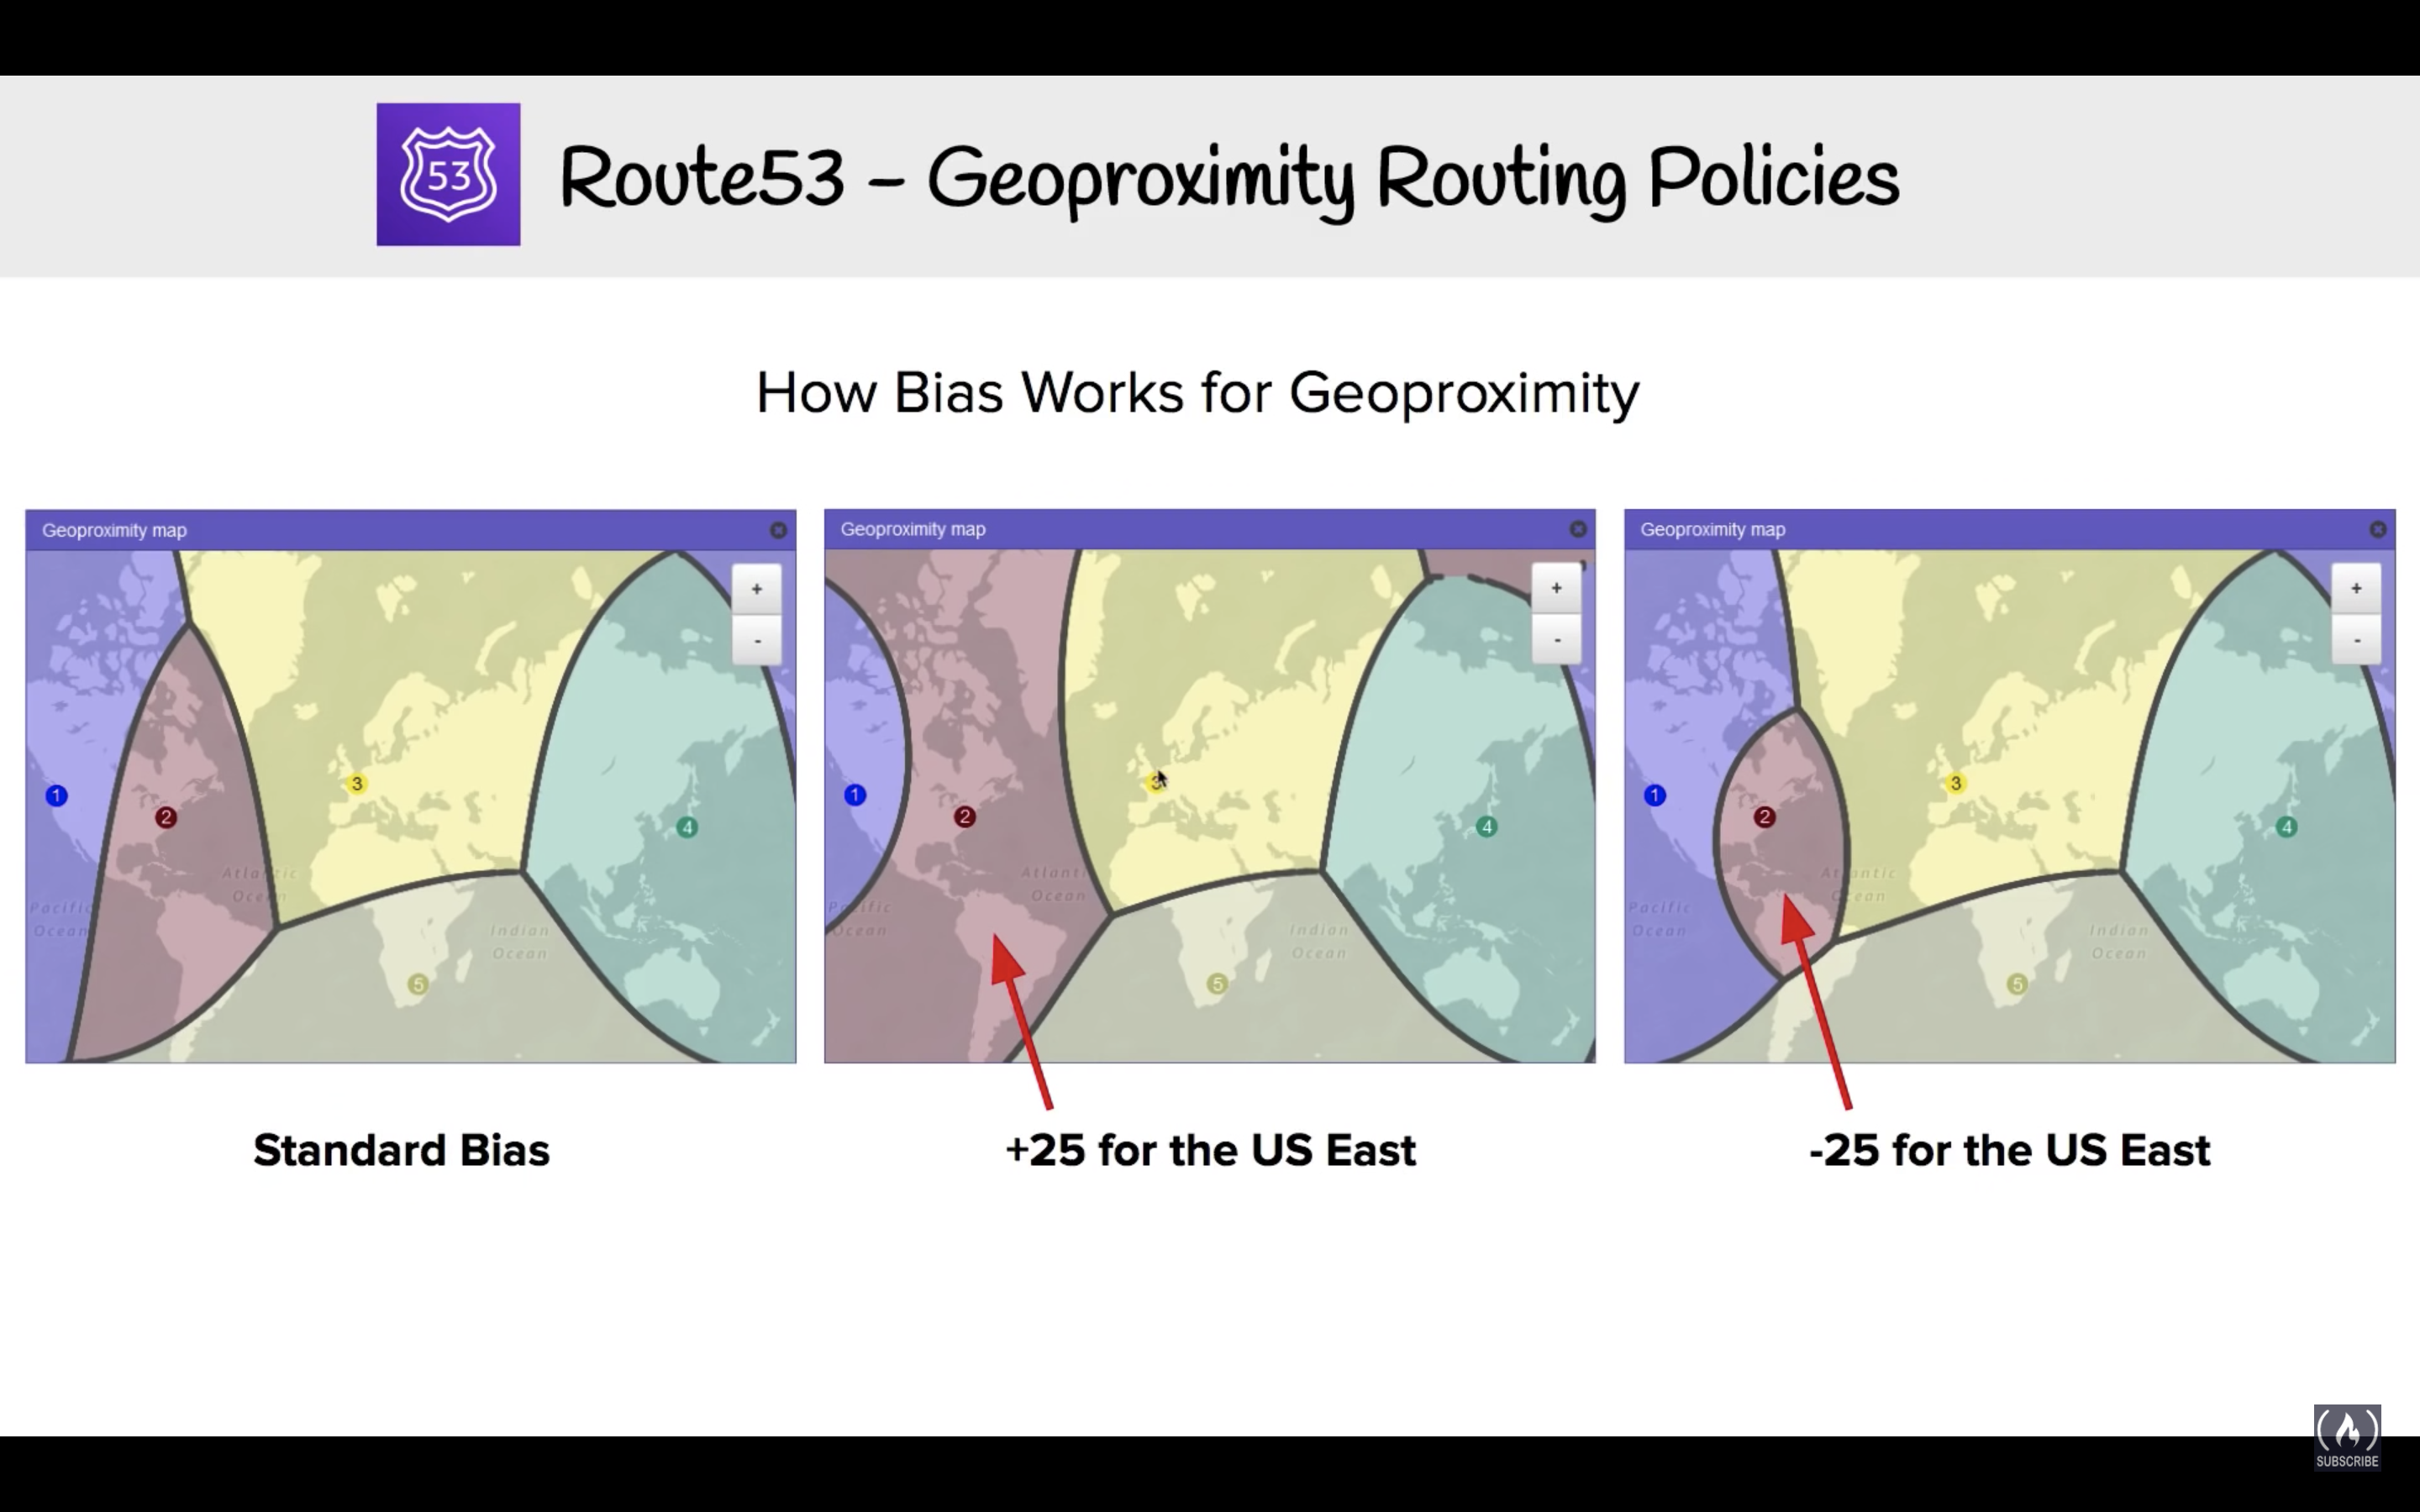 53
Route53 – Geoproximity Routing Policies
How Bias Works for Geoproximity
Geoproximity map
+
-
1
2
3
4
5
Pacific
Ocean
Atlantic
Ocean
Indian
Ocean
Standard Bias
Geoproximity map
+
-
1
2
3
4
5
Pacific
Ocean
Atlantic
Ocean
Indian
Ocean
+25 for the US East
Geoproximity map
+
-
1
2
3
4
5
Pacific
Ocean
Atlantic
Ocean
Indian
Ocean
-25 for the US East
SUBSCRIBE